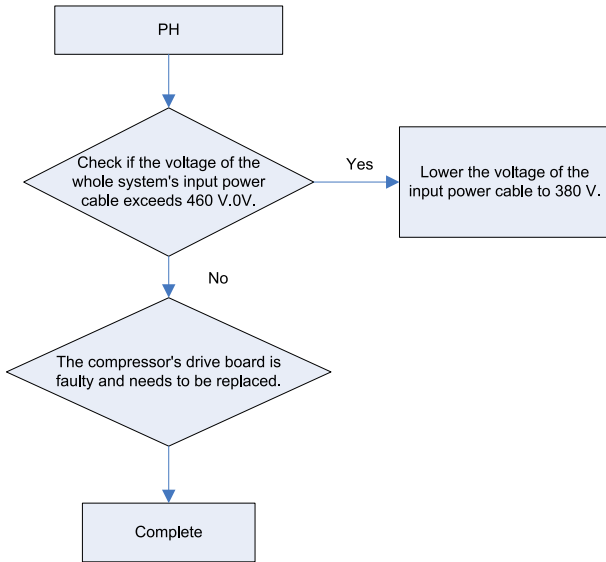 PH
Check if the voltage of the
whole system's input power
cable exceeds 460 V.0V.
Yes
Lower the voltage of the
input power cable to 380 V.
No
The compressor's drive board is
faulty and needs to be replaced.
Complete